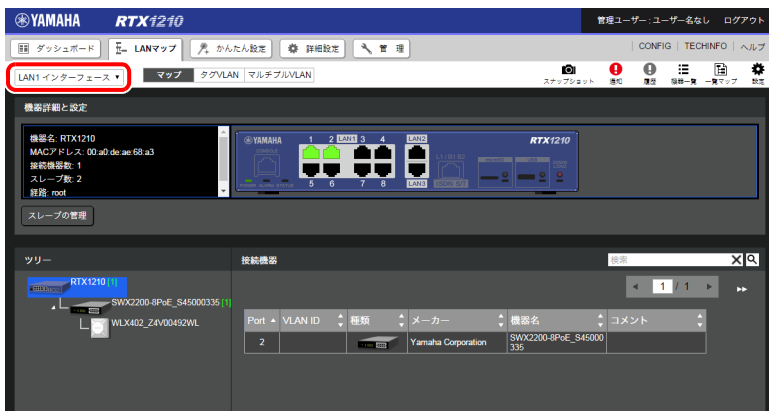 YAMAHA RTX1210 管理ユーザー : ユーザー名なし ログアウト
ダッシュボード LANマップ かんたん設定 詳細設定 管 理 CONFIG TECHINFO ヘルプ
LAN1 インターフェース ▼ マップ タグVLAN マルチプルVLAN スナップショット 通知 履歴 機器一覧 一覧マップ 設定
機器詳細と設定
機器名: RTX1210
MACアドレス: 00:a0:de:ae:68:a3
接続機器数: 1
スレーブ数: 2
経路: root
YAMAHA 1 2 LAN1 3 4 LAN2 RTX1210
CONSOLE L1/B1 B2 microSD USB
5 6 7 8 LAN3 ISDN S/T
スレーブの管理
ツリー 接続機器 検索
RTX1210 [1]
SWX2200-8PoE_S45000335 [1]
WLX402_Z4V00492WL
1 / 1
Port VLAN ID 種類 メーカー 機器名 コメント
2 Yamaha Corporation SWX2200-8PoE_S45000
335